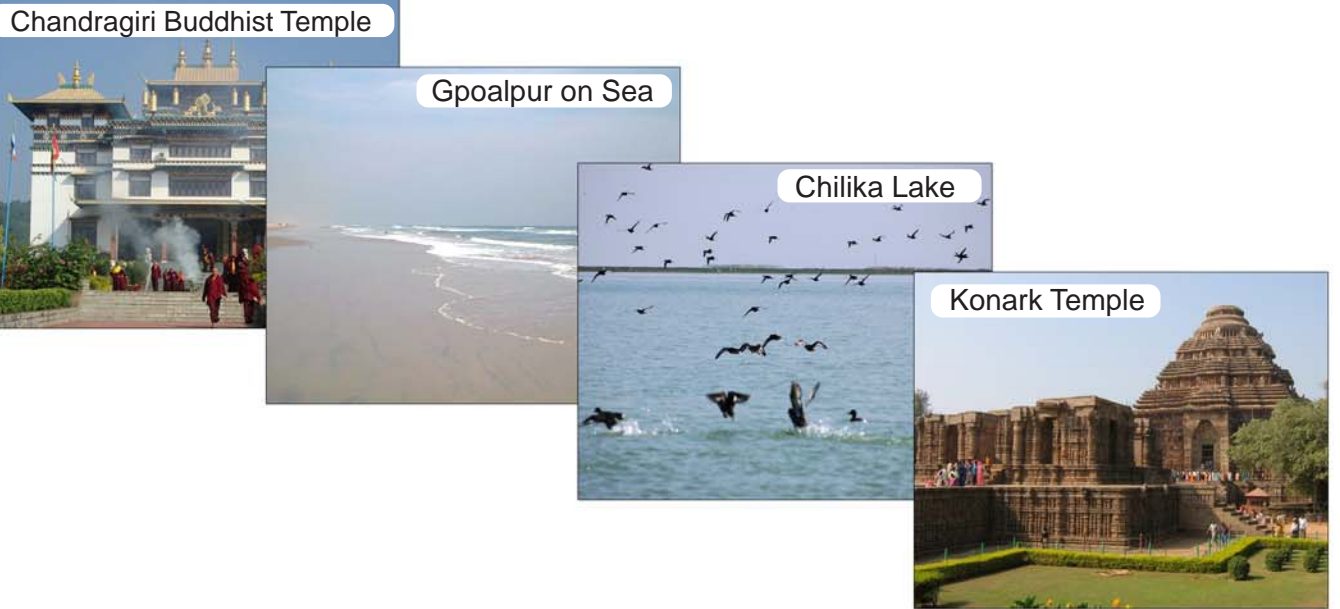 Chandragiri Buddhist Temple
Gpoalpur on Sea
Chilika Lake
Konark Temple